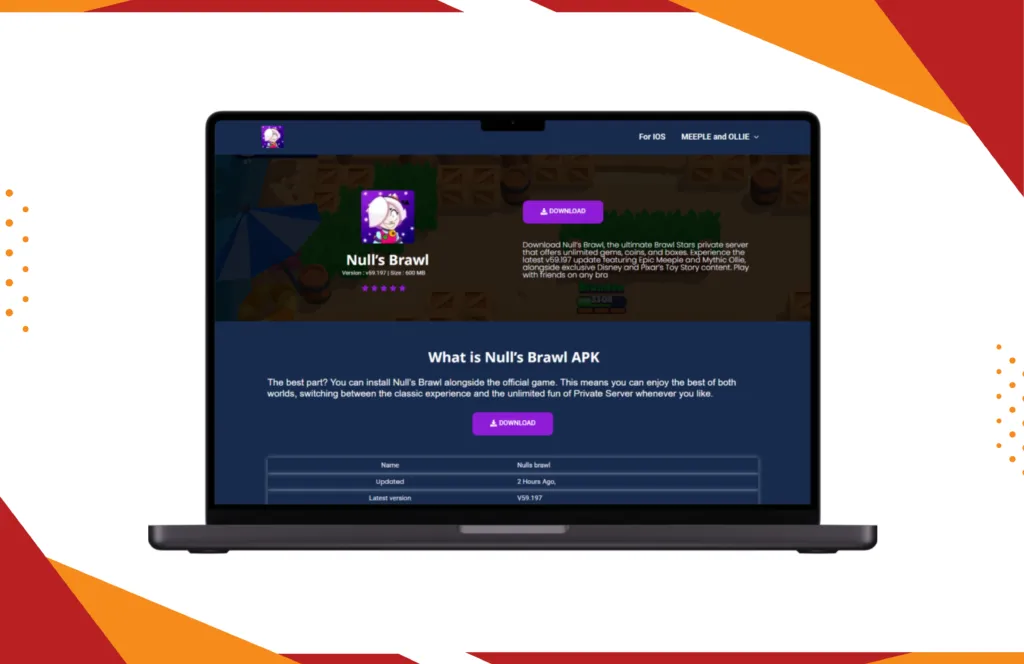 For IOS
MEEPLE and OLLIE
DOWNLOAD
Null's Brawl
Version : v59.197 | Size : 600 MB
Download Null's Brawl, the ultimate Brawl Stars private server
that offers unlimited gems, coins, and boxes. Experience the
latest v59.197 update featuring Epic Meeple and Mythic Ollie,
alongside exclusive Disney and Pixar's Toy Story content. Play
with friends on any bra
What is Null's Brawl APK
The best part? You can install Null's Brawl alongside the official game. This means you can enjoy the best of both
worlds, switching between the classic experience and the unlimited fun of Private Server whenever you like.
DOWNLOAD
Name Nulls brawl
Updated 2 Hours Ago,
Latest version V59.197